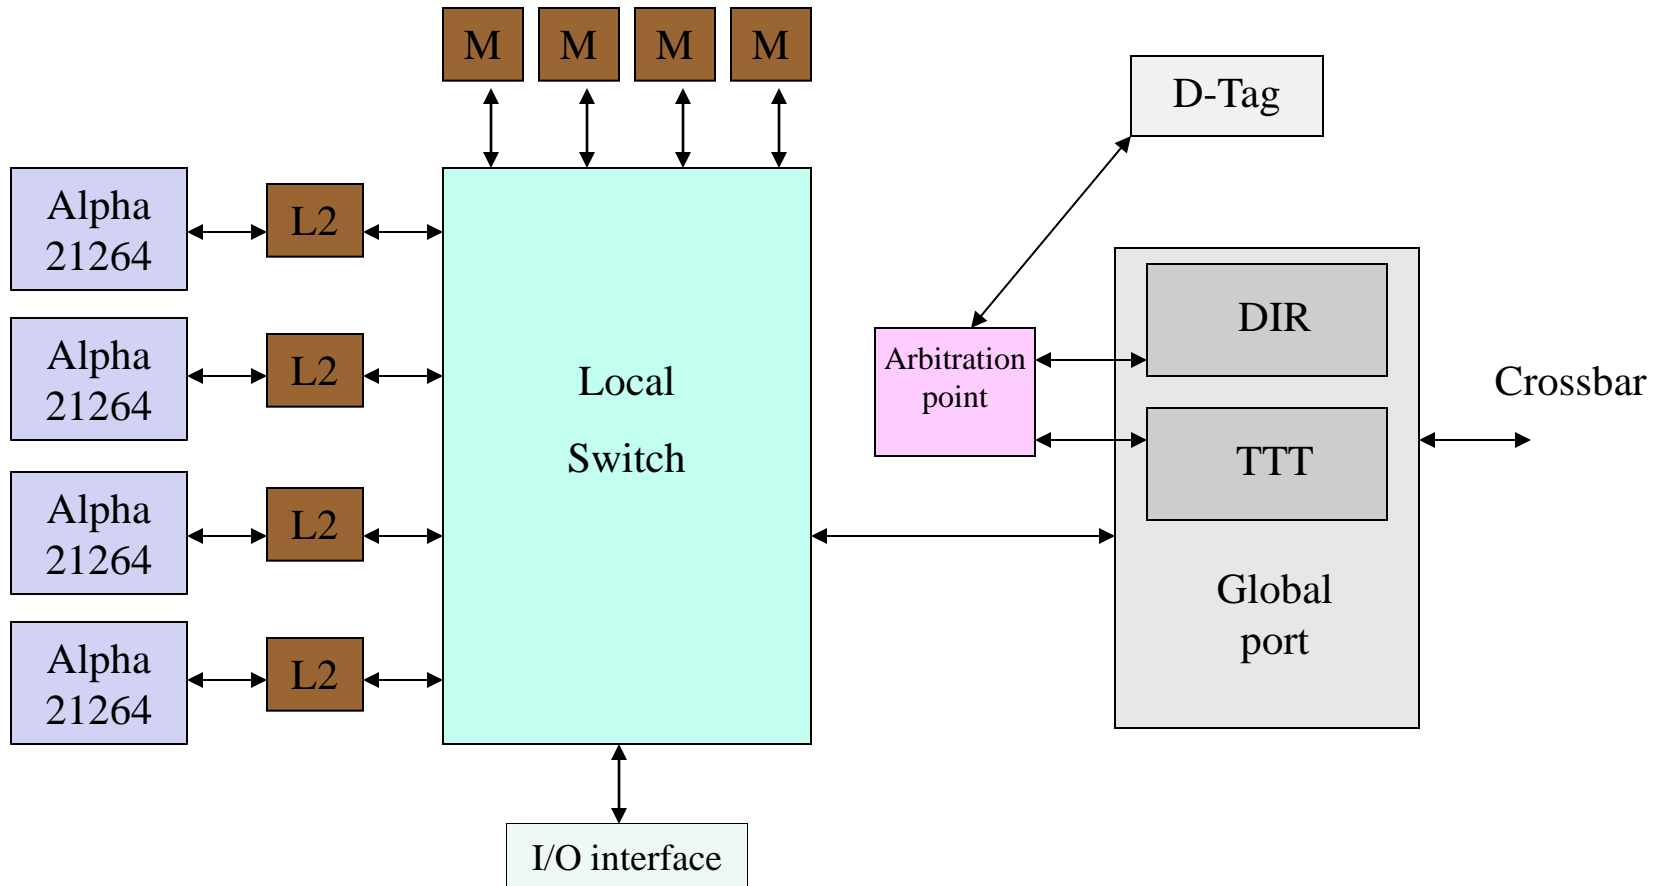 M
M
M
M
D-Tag
Alpha
21264
L2
Alpha
21264
L2
Alpha
21264
L2
Alpha
21264
L2
Local
Switch
Arbitration
point
DIR
TTT
Global
port
Crossbar
I/O interface